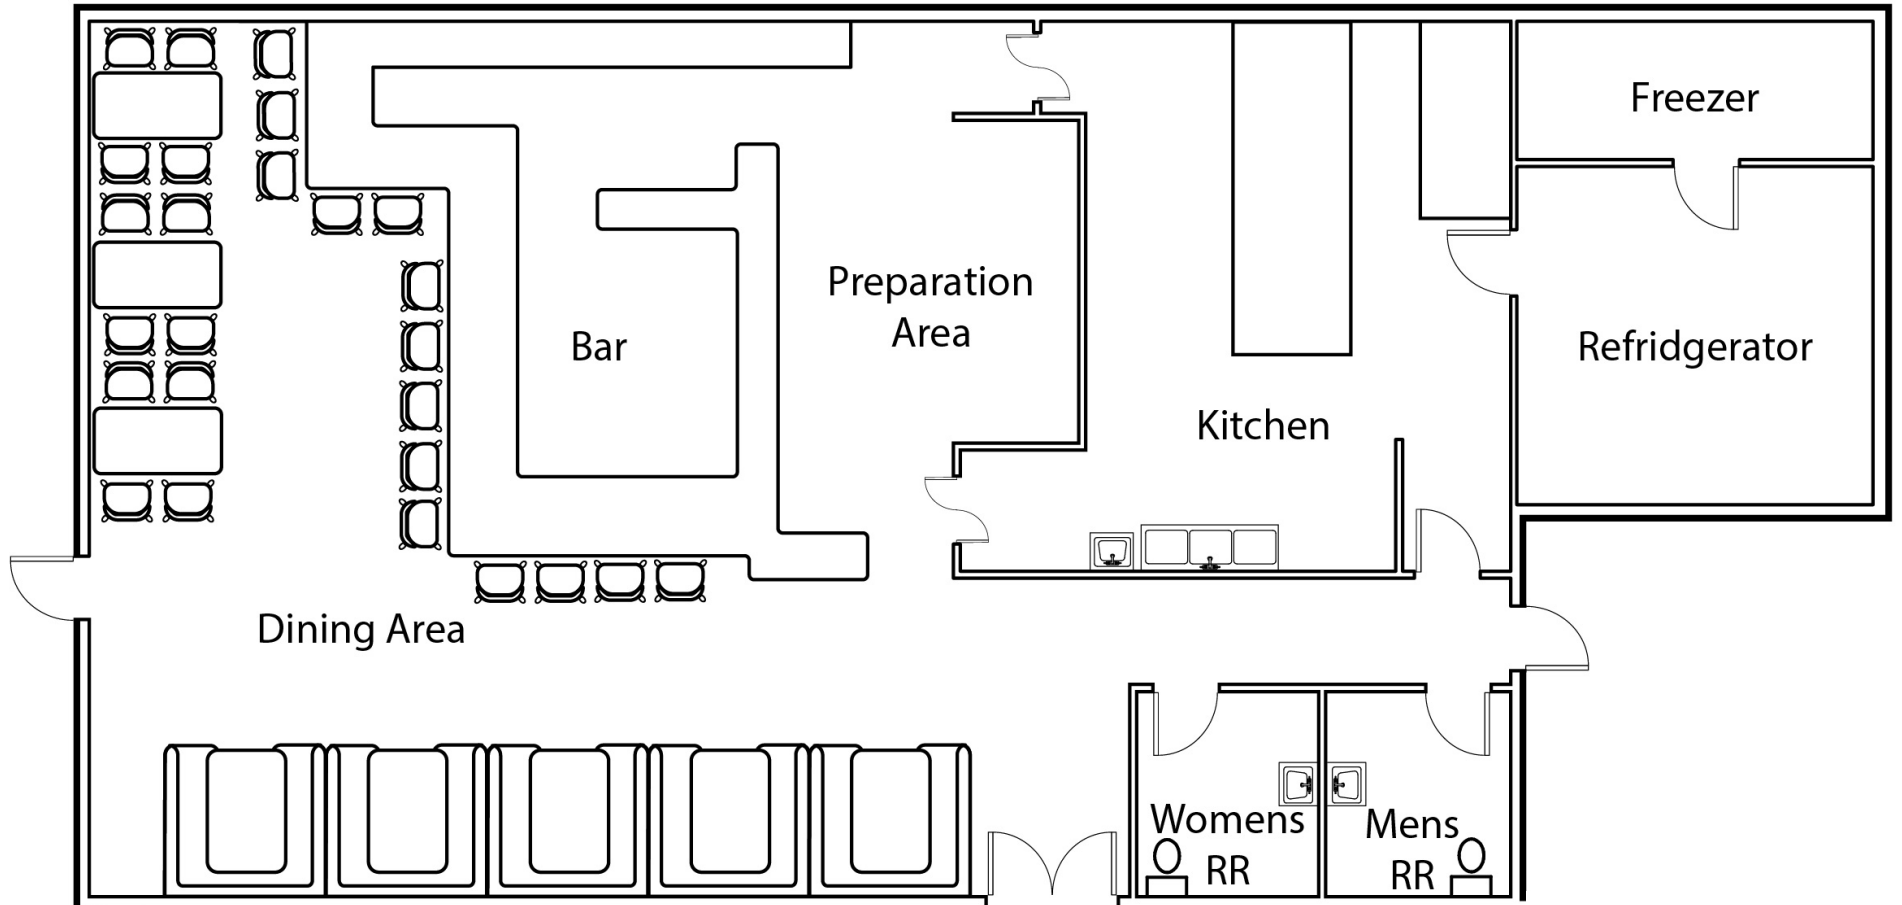 Freezer
Preparation
Area
Bar
Refridgerator
Kitchen
Dining Area
Womens
RR
Mens
RR